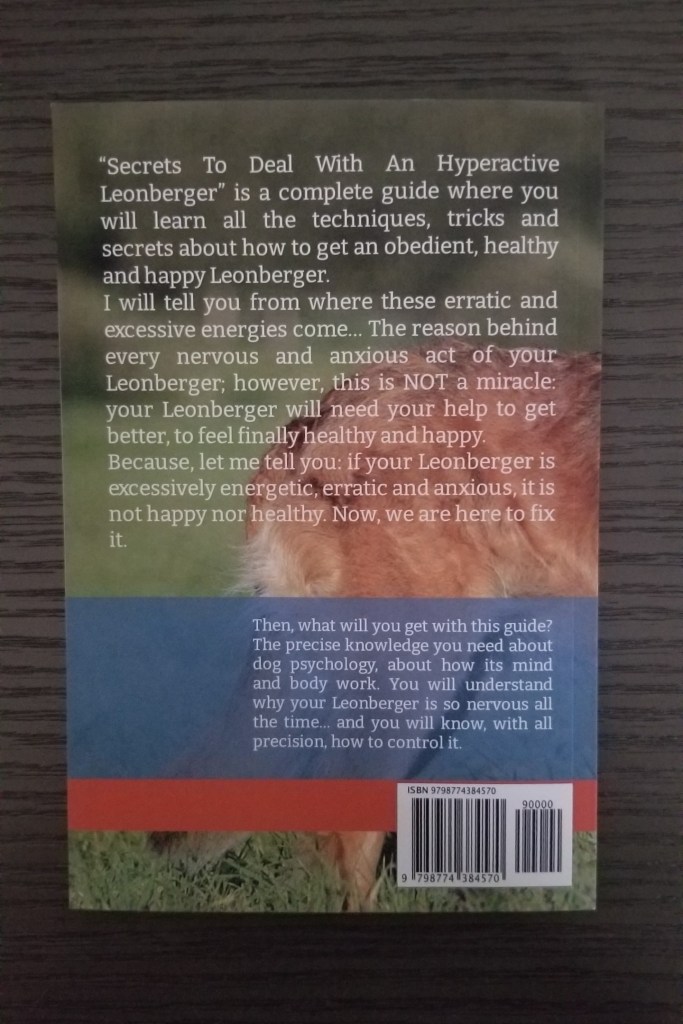 “Secrets To Deal With An Hyperactive
Leonberger” is a complete guide where you
will learn all the techniques, tricks and
secrets about how to get an obedient, healthy
and happy Leonberger.
I will tell you from where these erratic and
excessive energies come... The reason behind
every nervous and anxious act of your
Leonberger; however, this is NOT a miracle:
your Leonberger will need your help to get
better, to feel finally healthy and happy.
Because, let me tell you: if your Leonberger is
excessively energetic, erratic and anxious, it is
not happy nor healthy. Now, we are here to fix
it.
Then, what will you get with this guide?
The precise knowledge you need about
dog psychology, about how its mind
and body work. You will understand
why your Leonberger is so nervous all
the time... and you will know, with all
precision, how to control it.
ISBN 9798774384570
90000
9 798774 384570